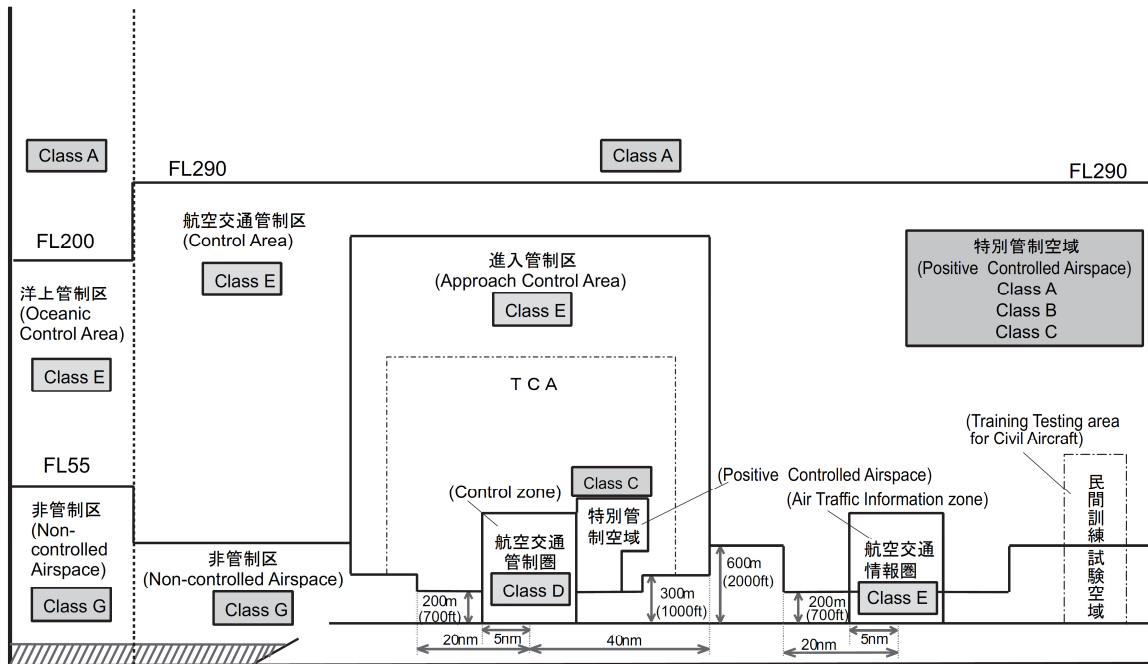 Class A
Class A
FL290
FL290
FL200
航空交通管制区
(Control Area)
Class E
進入管制区
(Approach Control Area)
Class E
特別管制空域
(Positive Controlled Airspace)
Class A
Class B
Class C
洋上管制区
(Oceanic
Control Area)
Class E
TCA
(Training Testing area
for Civil Aircraft)
FL55
Class C
(Control zone)
(Positive Controlled Airspace)
(Air Traffic Information zone)
非管制区
(Non-
controlled
Airspace)
Class G
非管制区
(Non-controlled Airspace)
Class G
航空交通
管制圏
Class D
特別管
制空域
航空交通
情報圏
Class E
民間訓練試験空域
200m
(700ft)
300m
(1000ft)
600m
(2000ft)
200m
(700ft)
20nm
5nm
40nm
20nm
5nm